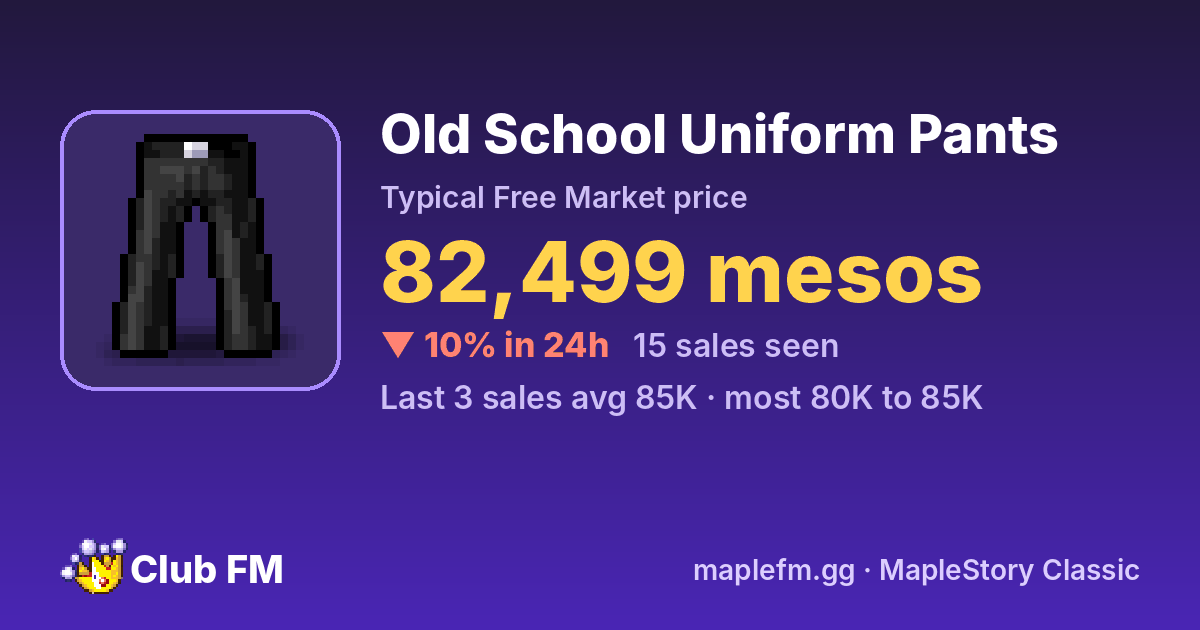 Old School Uniform Pants
Typical Free Market price
82,499 mesos
▼ 10% in 24h 15 sales seen
Last 3 sales avg 85K · most 80K to 85K
Club FM
maplefm.gg · MapleStory Classic